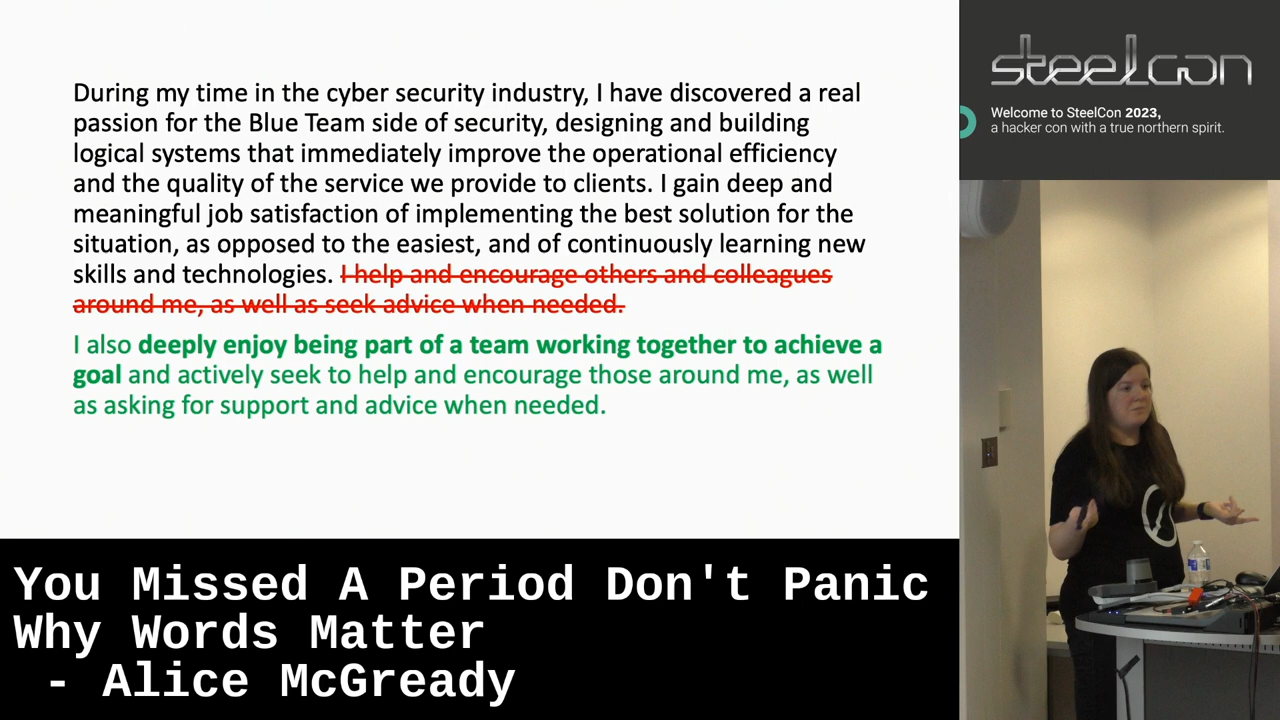 During my time in the cyber security industry, I have discovered a real
passion for the Blue Team side of security, designing and building
logical systems that immediately improve the operational efficiency
and the quality of the service we provide to clients. I gain deep and
meaningful job satisfaction of implementing the best solution for the
situation, as opposed to the easiest, and of continuously learning new
skills and technologies. I help and encourage others and colleagues
around me, as well as seek advice when needed.
I also deeply enjoy being part of a team working together to achieve a
goal and actively seek to help and encourage those around me, as well
as asking for support and advice when needed.
steelcon
Welcome to SteelCon 2023,
a hacker con with a true northern spirit.
You Missed A Period Don't Panic
Why Words Matter
- Alice McGready